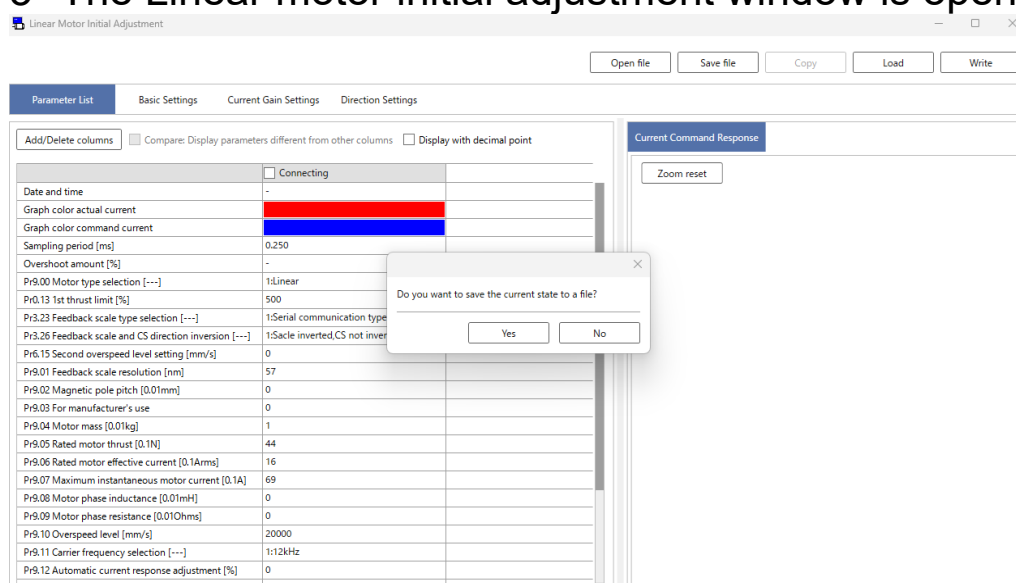 Linear Motor Initial Adjustment
Open file Save file Copy Load Write
Parameter List Basic Settings Current Gain Settings Direction Settings
Add/Delete columns Compare: Display parameters different from other columns Display with decimal point
Current Command Response
Zoom reset
Connecting
Date and time -
Graph color actual current
Graph color command current
Sampling period [ms] 0.250
Overshoot amount [%] -
Pr9.00 Motor type selection [---] 1:Linear
Pr0.13 1st thrust limit [%] 500
Pr3.23 Feedback scale type selection [---] 1:Serial communication type
Pr3.26 Feedback scale and CS direction inversion [---] 1:Sacle inverted,CS not inver
Pr6.15 Second overspeed level setting [mm/s] 0
Pr9.01 Feedback scale resolution [nm] 57
Pr9.02 Magnetic pole pitch [0.01mm] 0
Pr9.03 For manufacturer's use 0
Pr9.04 Motor mass [0.01kg] 1
Pr9.05 Rated motor thrust [0.1N] 44
Pr9.06 Rated motor effective current [0.1Arms] 16
Pr9.07 Maximum instantaneous motor current [0.1A] 69
Pr9.08 Motor phase inductance [0.01mH] 0
Pr9.09 Motor phase resistance [0.01Ohms] 0
Pr9.10 Overspeed level [mm/s] 20000
Pr9.11 Carrier frequency selection [---] 1:12kHz
Pr9.12 Automatic current response adjustment [%] 0
Do you want to save the current state to a file?
Yes No